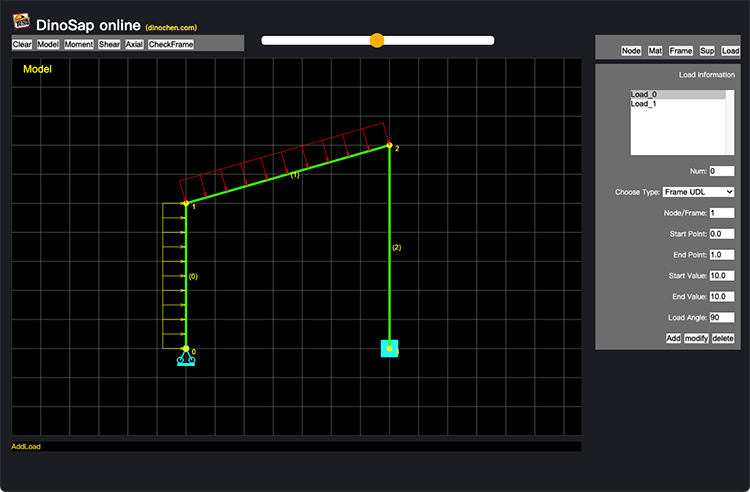 DinoSap online (dinochen.com)
Clear Model Moment Shear Axial CheckFrame
Node Mat Frame Sup Load
Model
Load information
Load_0
Load_1
Num: 0
Choose Type: Frame UDL
Node/Frame: 1
Start Point: 0.0
End Point: 1.0
Start Value: 10.0
End Value: 10.0
Load Angle: 90
Add modify delete
2
(1)
1
(2)
(0)
0
AddLoad